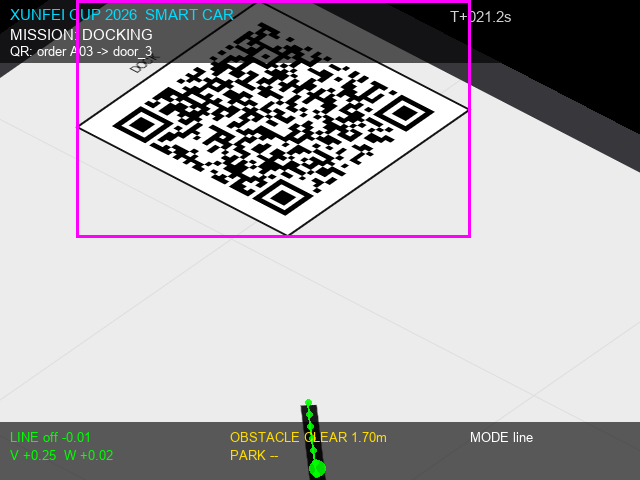 XUNFEI CUP 2026 SMART CAR
T+021.2s
MISSION: DOCKING
QR: order A03 -> door_3
LINE off -0.01
OBSTACLE CLEAR 1.70m
MODE line
V +0.25 W +0.02
PARK --